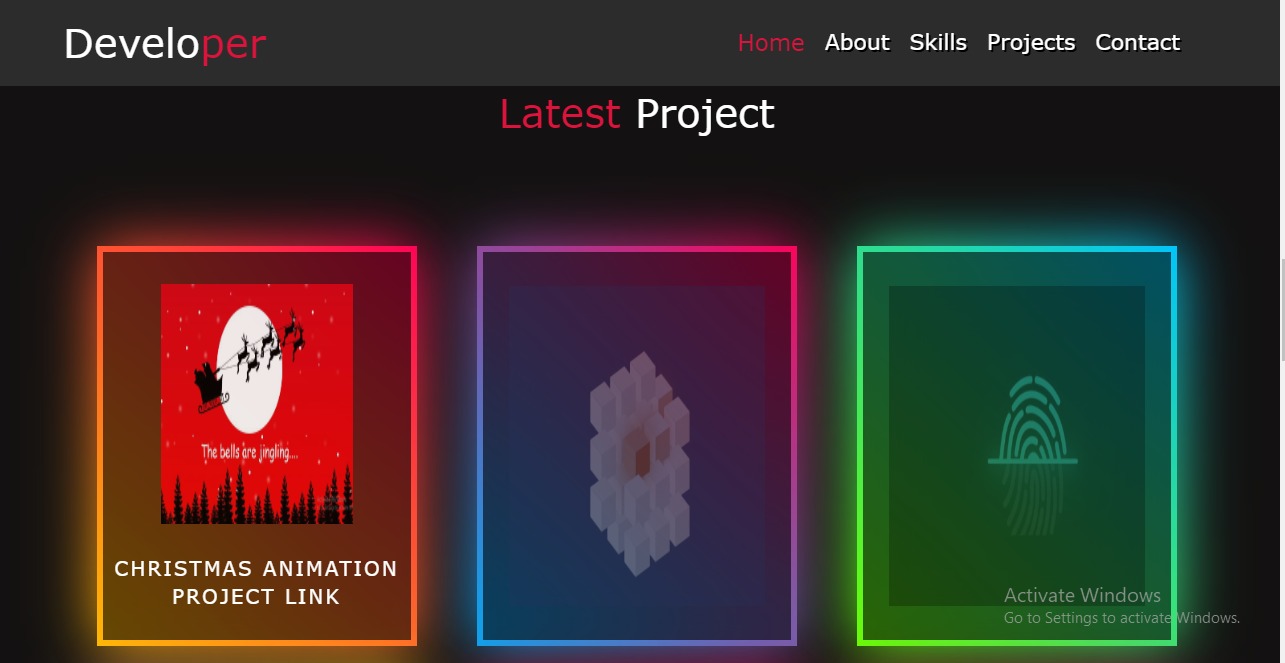 Developer
Home About Skills Projects Contact
Latest Project
The bells are jingling....
CHRISTMAS ANIMATION
PROJECT LINK
Activate Windows
Go to Settings to activate Windows.